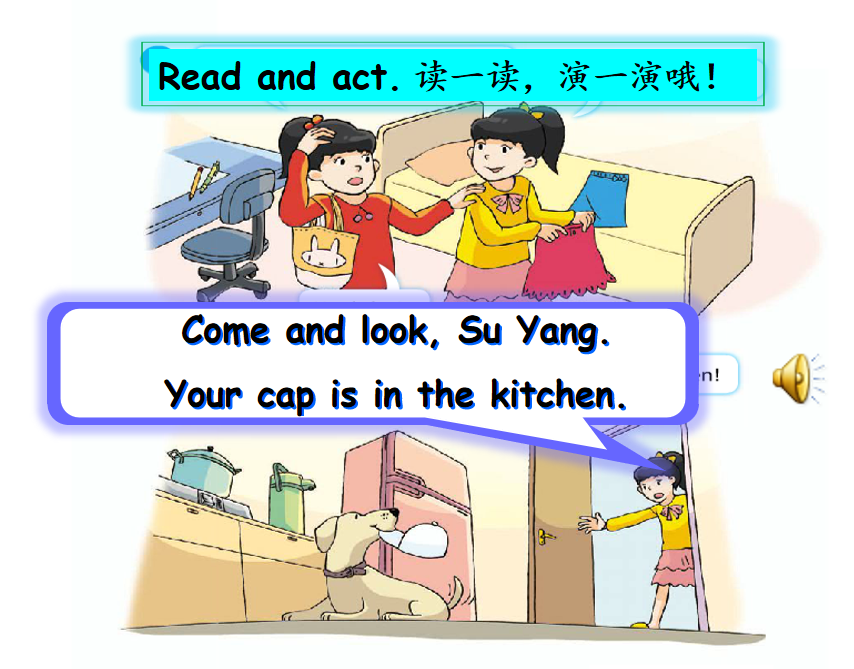 Read and act. 读一读，演一演哦！
Come and look, Su Yang.
Your cap is in the kitchen.
en!